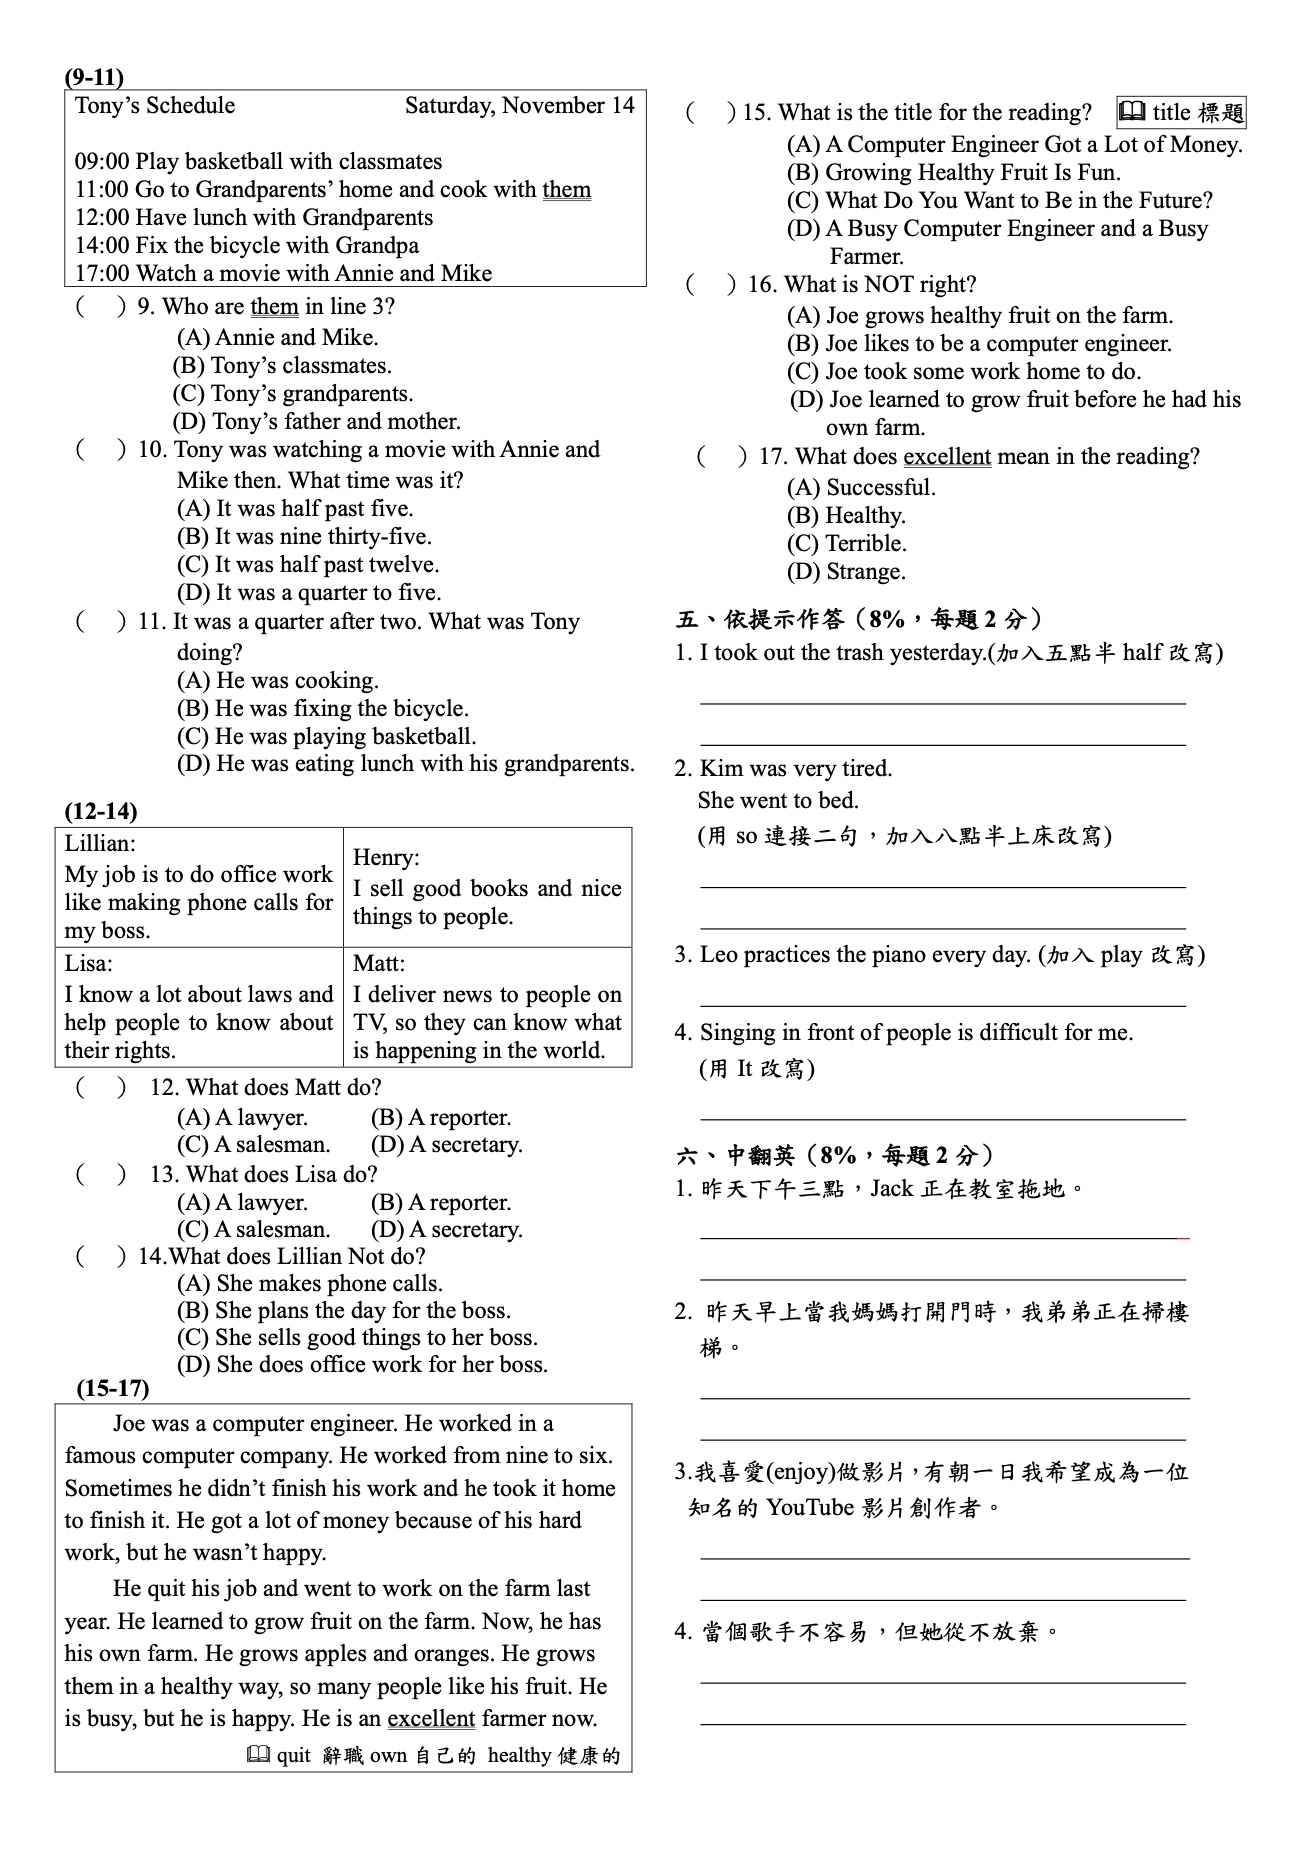 (9-11)
Tony’s Schedule Saturday, November 14
09:00 Play basketball with classmates
11:00 Go to Grandparents’ home and cook with them
12:00 Have lunch with Grandparents
14:00 Fix the bicycle with Grandpa
17:00 Watch a movie with Annie and Mike
( ) 9. Who are them in line 3?
(A) Annie and Mike.
(B) Tony’s classmates.
(C) Tony’s grandparents.
(D) Tony’s father and mother.
( ) 10. Tony was watching a movie with Annie and
Mike then. What time was it?
(A) It was half past five.
(B) It was nine thirty-five.
(C) It was half past twelve.
(D) It was a quarter to five.
( ) 11. It was a quarter after two. What was Tony
doing?
(A) He was cooking.
(B) He was fixing the bicycle.
(C) He was playing basketball.
(D) He was eating lunch with his grandparents.
(12-14)
Lillian:
My job is to do office work
like making phone calls for
my boss.
Henry:
I sell good books and nice
things to people.
Lisa:
I know a lot about laws and
help people to know about
their rights.
Matt:
I deliver news to people on
TV, so they can know what
is happening in the world.
( ) 12. What does Matt do?
(A) A lawyer. (B) A reporter.
(C) A salesman. (D) A secretary.
( ) 13. What does Lisa do?
(A) A lawyer. (B) A reporter.
(C) A salesman. (D) A secretary.
( ) 14.What does Lillian Not do?
(A) She makes phone calls.
(B) She plans the day for the boss.
(C) She sells good things to her boss.
(D) She does office work for her boss.
(15-17)
Joe was a computer engineer. He worked in a
famous computer company. He worked from nine to six.
Sometimes he didn’t finish his work and he took it home
to finish it. He got a lot of money because of his hard
work, but he wasn’t happy.
He quit his job and went to work on the farm last
year. He learned to grow fruit on the farm. Now, he has
his own farm. He grows apples and oranges. He grows
them in a healthy way, so many people like his fruit. He
is busy, but he is happy. He is an excellent farmer now.
🕮 quit 辭職 own 自己的 healthy 健康的
( ) 15. What is the title for the reading? 🕮 title 標題
(A) A Computer Engineer Got a Lot of Money.
(B) Growing Healthy Fruit Is Fun.
(C) What Do You Want to Be in the Future?
(D) A Busy Computer Engineer and a Busy
Farmer.
( ) 16. What is NOT right?
(A) Joe grows healthy fruit on the farm.
(B) Joe likes to be a computer engineer.
(C) Joe took some work home to do.
(D) Joe learned to grow fruit before he had his
own farm.
( ) 17. What does excellent mean in the reading?
(A) Successful.
(B) Healthy.
(C) Terrible.
(D) Strange.
五、依提示作答（8%，每題 2 分）
1. I took out the trash yesterday.(加入五點半 half 改寫)
2. Kim was very tired.
She went to bed.
(用 so 連接二句，加入八點半上床改寫)
3. Leo practices the piano every day. (加入 play 改寫)
4. Singing in front of people is difficult for me.
(用 It 改寫)
六、中翻英（8%，每題 2 分）
1. 昨天下午三點，Jack 正在教室拖地。
2. 昨天早上當我媽媽打開門時，我弟弟正在掃樓
梯。
3.我喜愛(enjoy)做影片，有朝一日我希望成為一位
知名的 YouTube 影片創作者。
4. 當個歌手不容易，但她從不放棄。